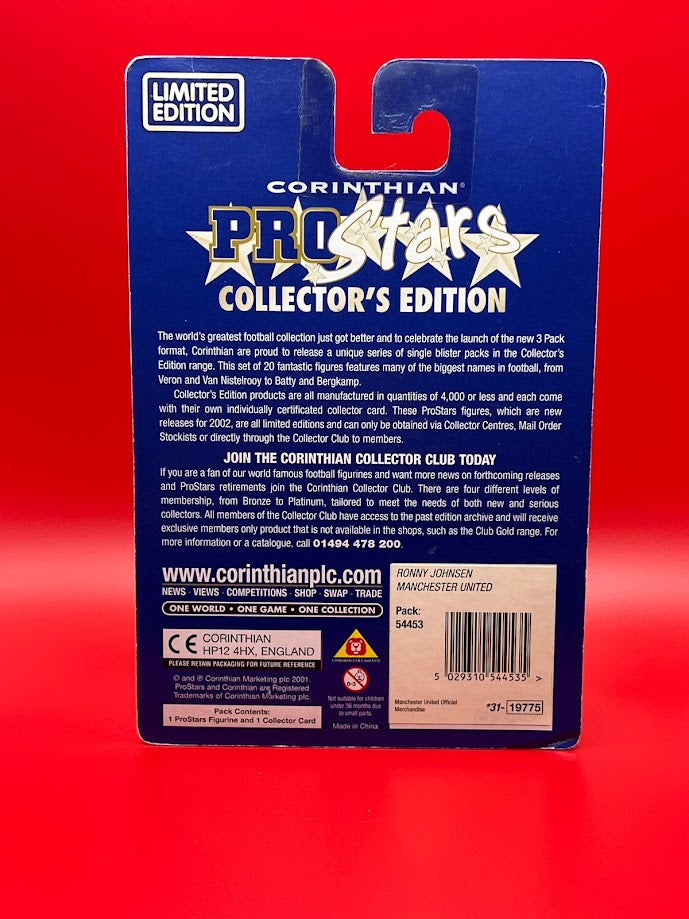 LIMITED
EDITION
CORINTHIAN®
PROStars
COLLECTOR'S EDITION
The world's greatest football collection just got better and to celebrate the launch of the new 3 Pack
format, Corinthian are proud to release a unique series of single blister packs in the Collector's
Edition range. This set of 20 fantastic figures features many of the biggest names in football, from
Veron and Van Nistelrooy to Batty and Bergkamp.
Collector's Edition products are all manufactured in quantities of 4,000 or less and each come
with their own individually certificated collector card. These ProStars figures, which are new
releases for 2002, are all limited editions and can only be obtained via Collector Centres, Mail Order
Stockists or directly through the Collector Club to members.
JOIN THE CORINTHIAN COLLECTOR CLUB TODAY
If you are a fan of our world famous football figurines and want more news on forthcoming releases
and ProStars retirements join the Corinthian Collector Club. There are four different levels of
membership, from Bronze to Platinum, tailored to meet the needs of both new and serious
collectors. All members of the Collector Club have access to the past edition archive and will receive
exclusive members only product that is not available in the shops, such as the Club Gold range. For
more information or a catalogue, call 01494 478 200.
www.corinthianplc.com
NEWS · VIEWS · COMPETITIONS · SHOP · SWAP · TRADE
ONE WORLD • ONE GAME • ONE COLLECTION
CE CORINTHIAN
HP12 4HX, ENGLAND
PLEASE RETAIN PACKAGING FOR FUTURE REFERENCE
© and ℗ Corinthian Marketing plc 2001.
ProStars and Corinthian are Registered
Trademarks of Corinthian Marketing plc.
Pack Contents:
1 ProStars Figurine and 1 Collector Card
0-3
Not suitable for children
under 36 months due
to small parts.
Made in China
RONNY JOHNSEN
MANCHESTER UNITED
Pack:
54453
5 029310 544535 >
Manchester United Official
Merchandise
*31- 19775